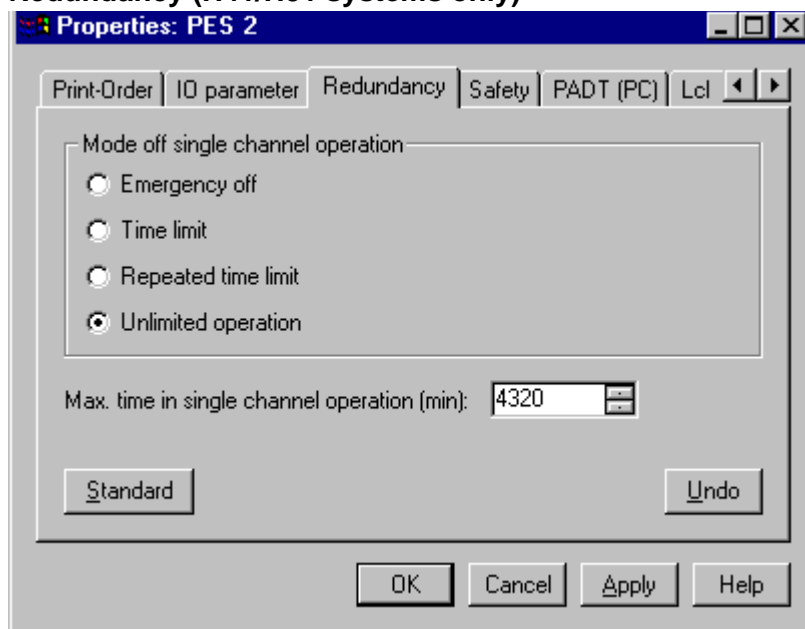 Redundancy
Properties: PES 2
Print-Order IO parameter Redundancy Safety PADT (PC) Lcl
Mode off single channel operation
Emergency off
Time limit
Repeated time limit
Unlimited operation
Max. time in single channel operation (min): 4320
Standard Undo
OK Cancel Apply Help